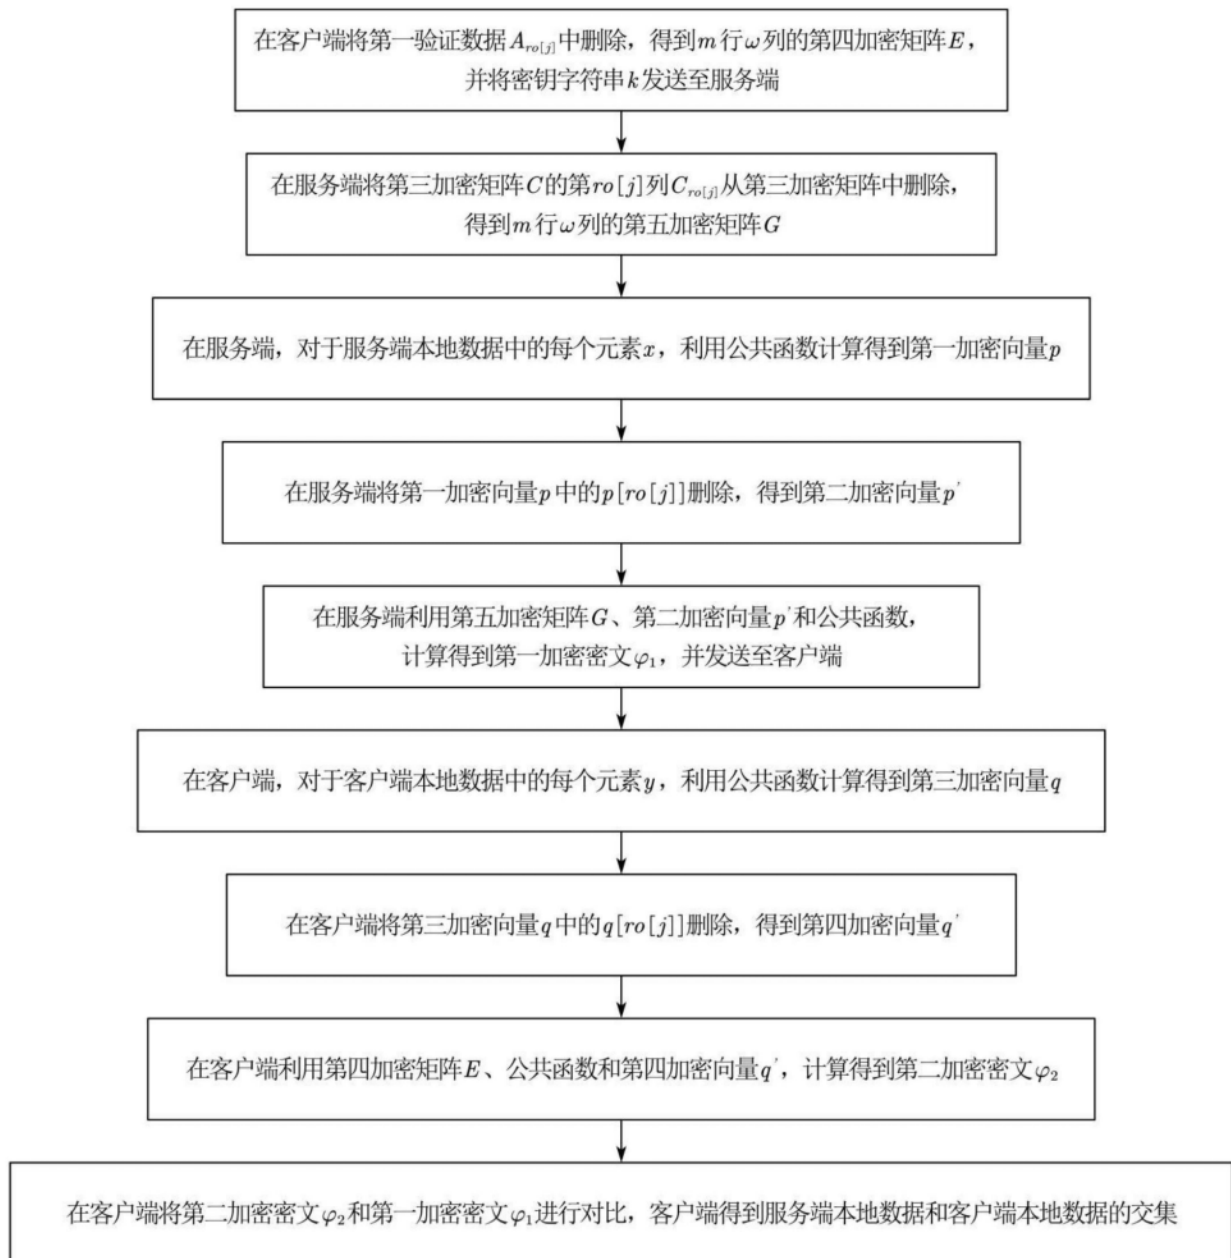 在客户端将第一验证数据A_{ro[j]}中删除，得到m行ω列的第四加密矩阵E，
并将密钥字符串k发送至服务端
在服务端将第三加密矩阵C的第ro[j]列C_{ro[j]}从第三加密矩阵中删除，
得到m行ω列的第五加密矩阵G
在服务端，对于服务端本地数据中的每个元素x，利用公共函数计算得到第一加密向量p
在服务端将第一加密向量p中的p[ro[j]]删除，得到第二加密向量p'
在服务端利用第五加密矩阵G、第二加密向量p'和公共函数，
计算得到第一加密密文φ₁，并发送至客户端
在客户端，对于客户端本地数据中的每个元素y，利用公共函数计算得到第三加密向量q
在客户端将第三加密向量q中的q[ro[j]]删除，得到第四加密向量q'
在客户端利用第四加密矩阵E、公共函数和第四加密向量q'，计算得到第二加密密文φ₂
在客户端将第二加密密文φ₂和第一加密密文φ₁进行对比，客户端得到服务端本地数据和客户端本地数据的交集